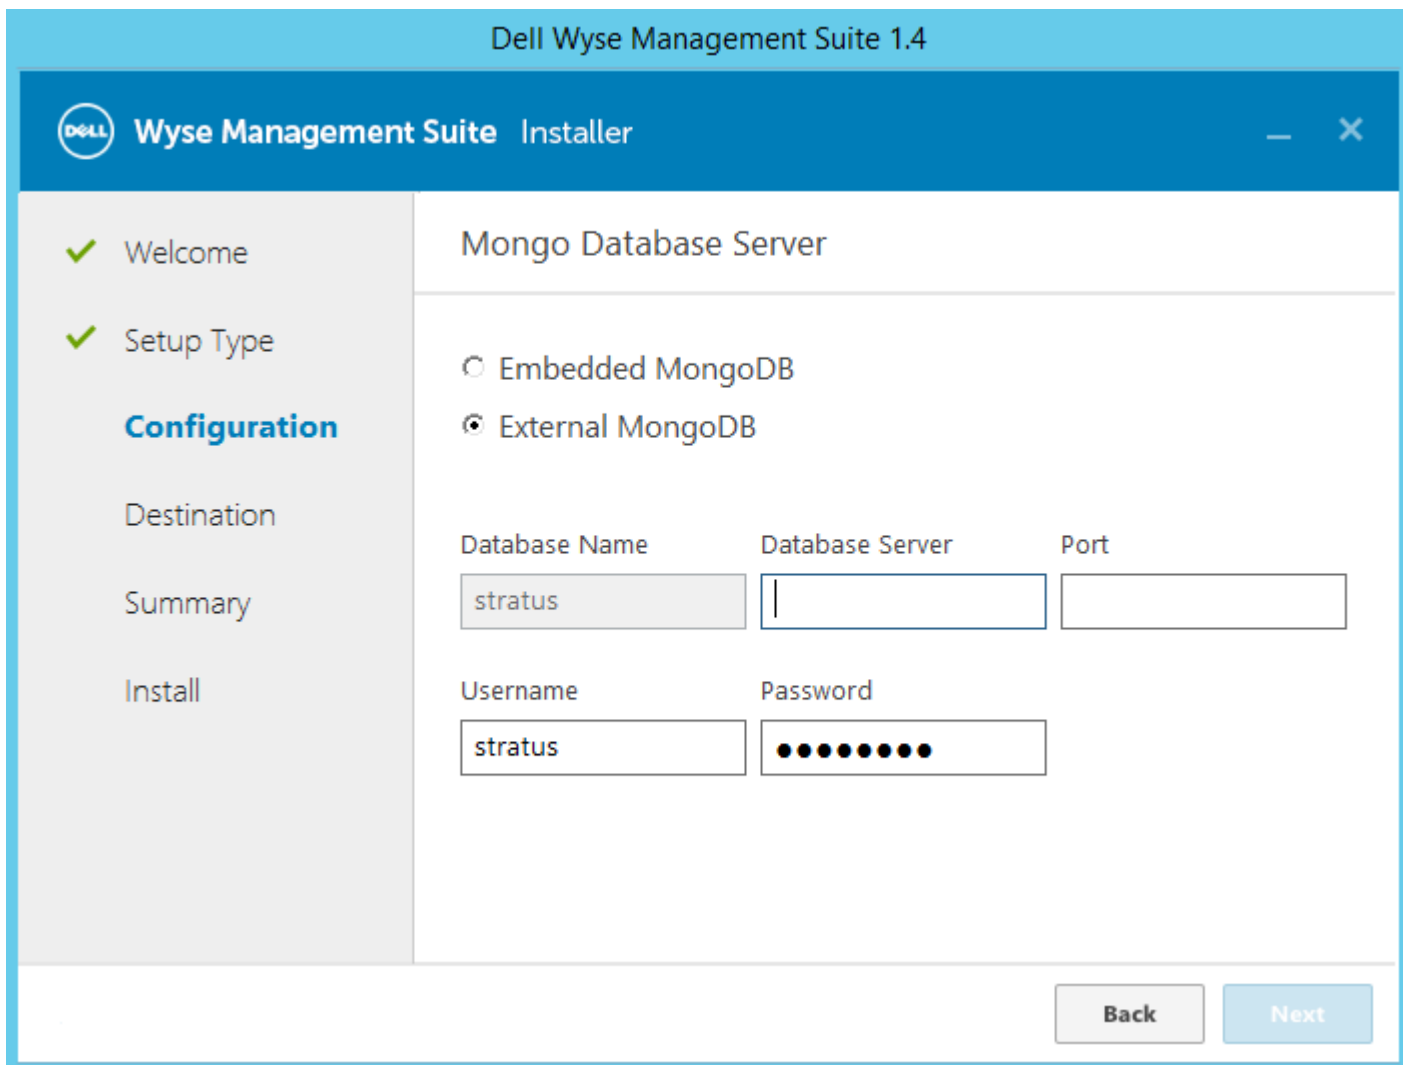 Dell Wyse Management Suite 1.4
DELL Wyse Management Suite Installer
Welcome
Setup Type
Configuration
Destination
Summary
Install
Mongo Database Server
Embedded MongoDB
External MongoDB
Database Name Database Server Port
stratus
Username Password
stratus ●●●●●●●●
Back Next